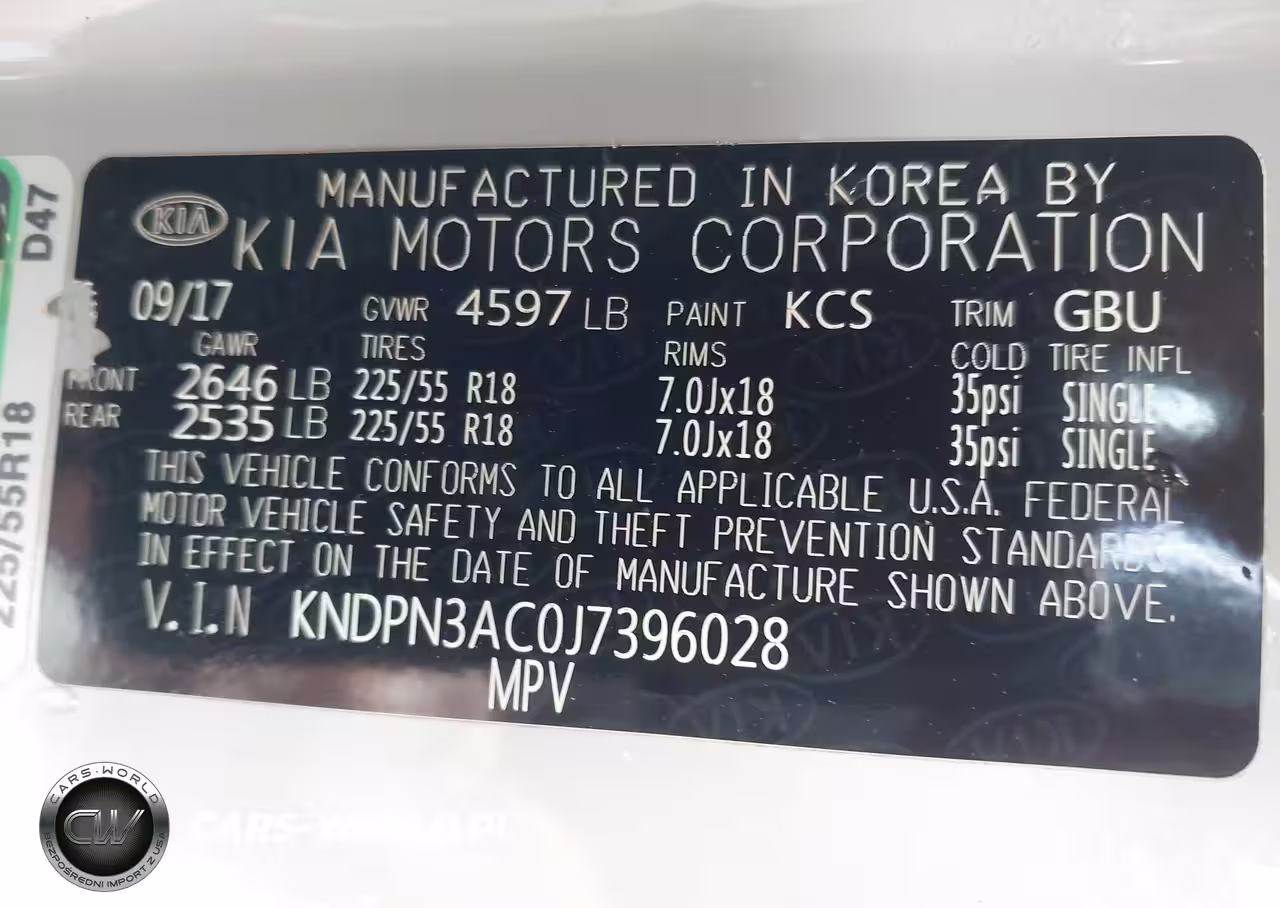 MANUFACTURED IN KOREA BY
KIA
KIA MOTORS CORPORATION
09/17 GVWR 4597 LB PAINT KCS TRIM GBU
GAWR TIRES RIMS COLD TIRE INFL
FRONT 2646 LB 225/55 R18 7.0Jx18 35psi SINGLE
REAR 2535 LB 225/55 R18 7.0Jx18 35psi SINGLE
THIS VEHICLE CONFORMS TO ALL APPLICABLE U.S.A. FEDERAL
MOTOR VEHICLE SAFETY AND THEFT PREVENTION STANDARDS
IN EFFECT ON THE DATE OF MANUFACTURE SHOWN ABOVE.
V.I.N KNDPN3AC0J7396028
MPV
D47
225/55R18
CARS-WORLD
CW
BEZPOŚREDNI IMPORT Z USA